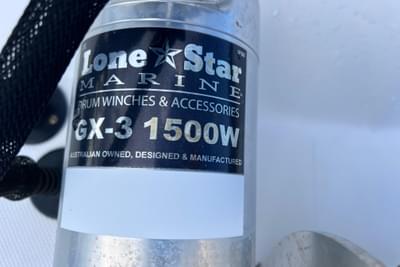 Lone Star
MARINE
DRUM WINCHES & ACCESSORIES
GX-3 1500W
AUSTRALIAN OWNED, DESIGNED & MANUFACTURED